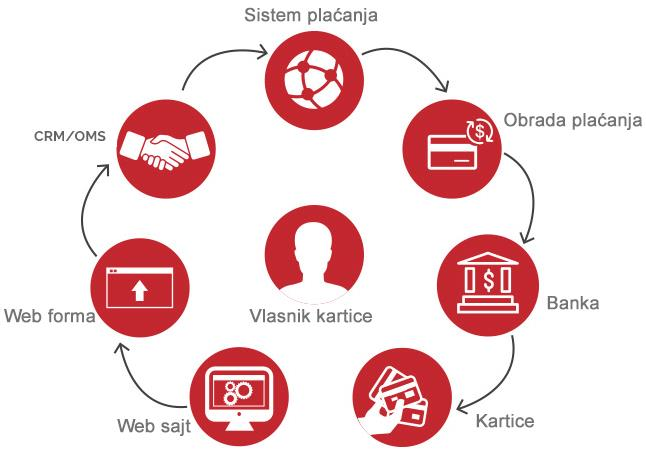 Sistem plaćanja
Obrada plaćanja
CRM/OMS
$
Banka
$
Web forma
Vlasnik kartice
Web sajt
Kartice